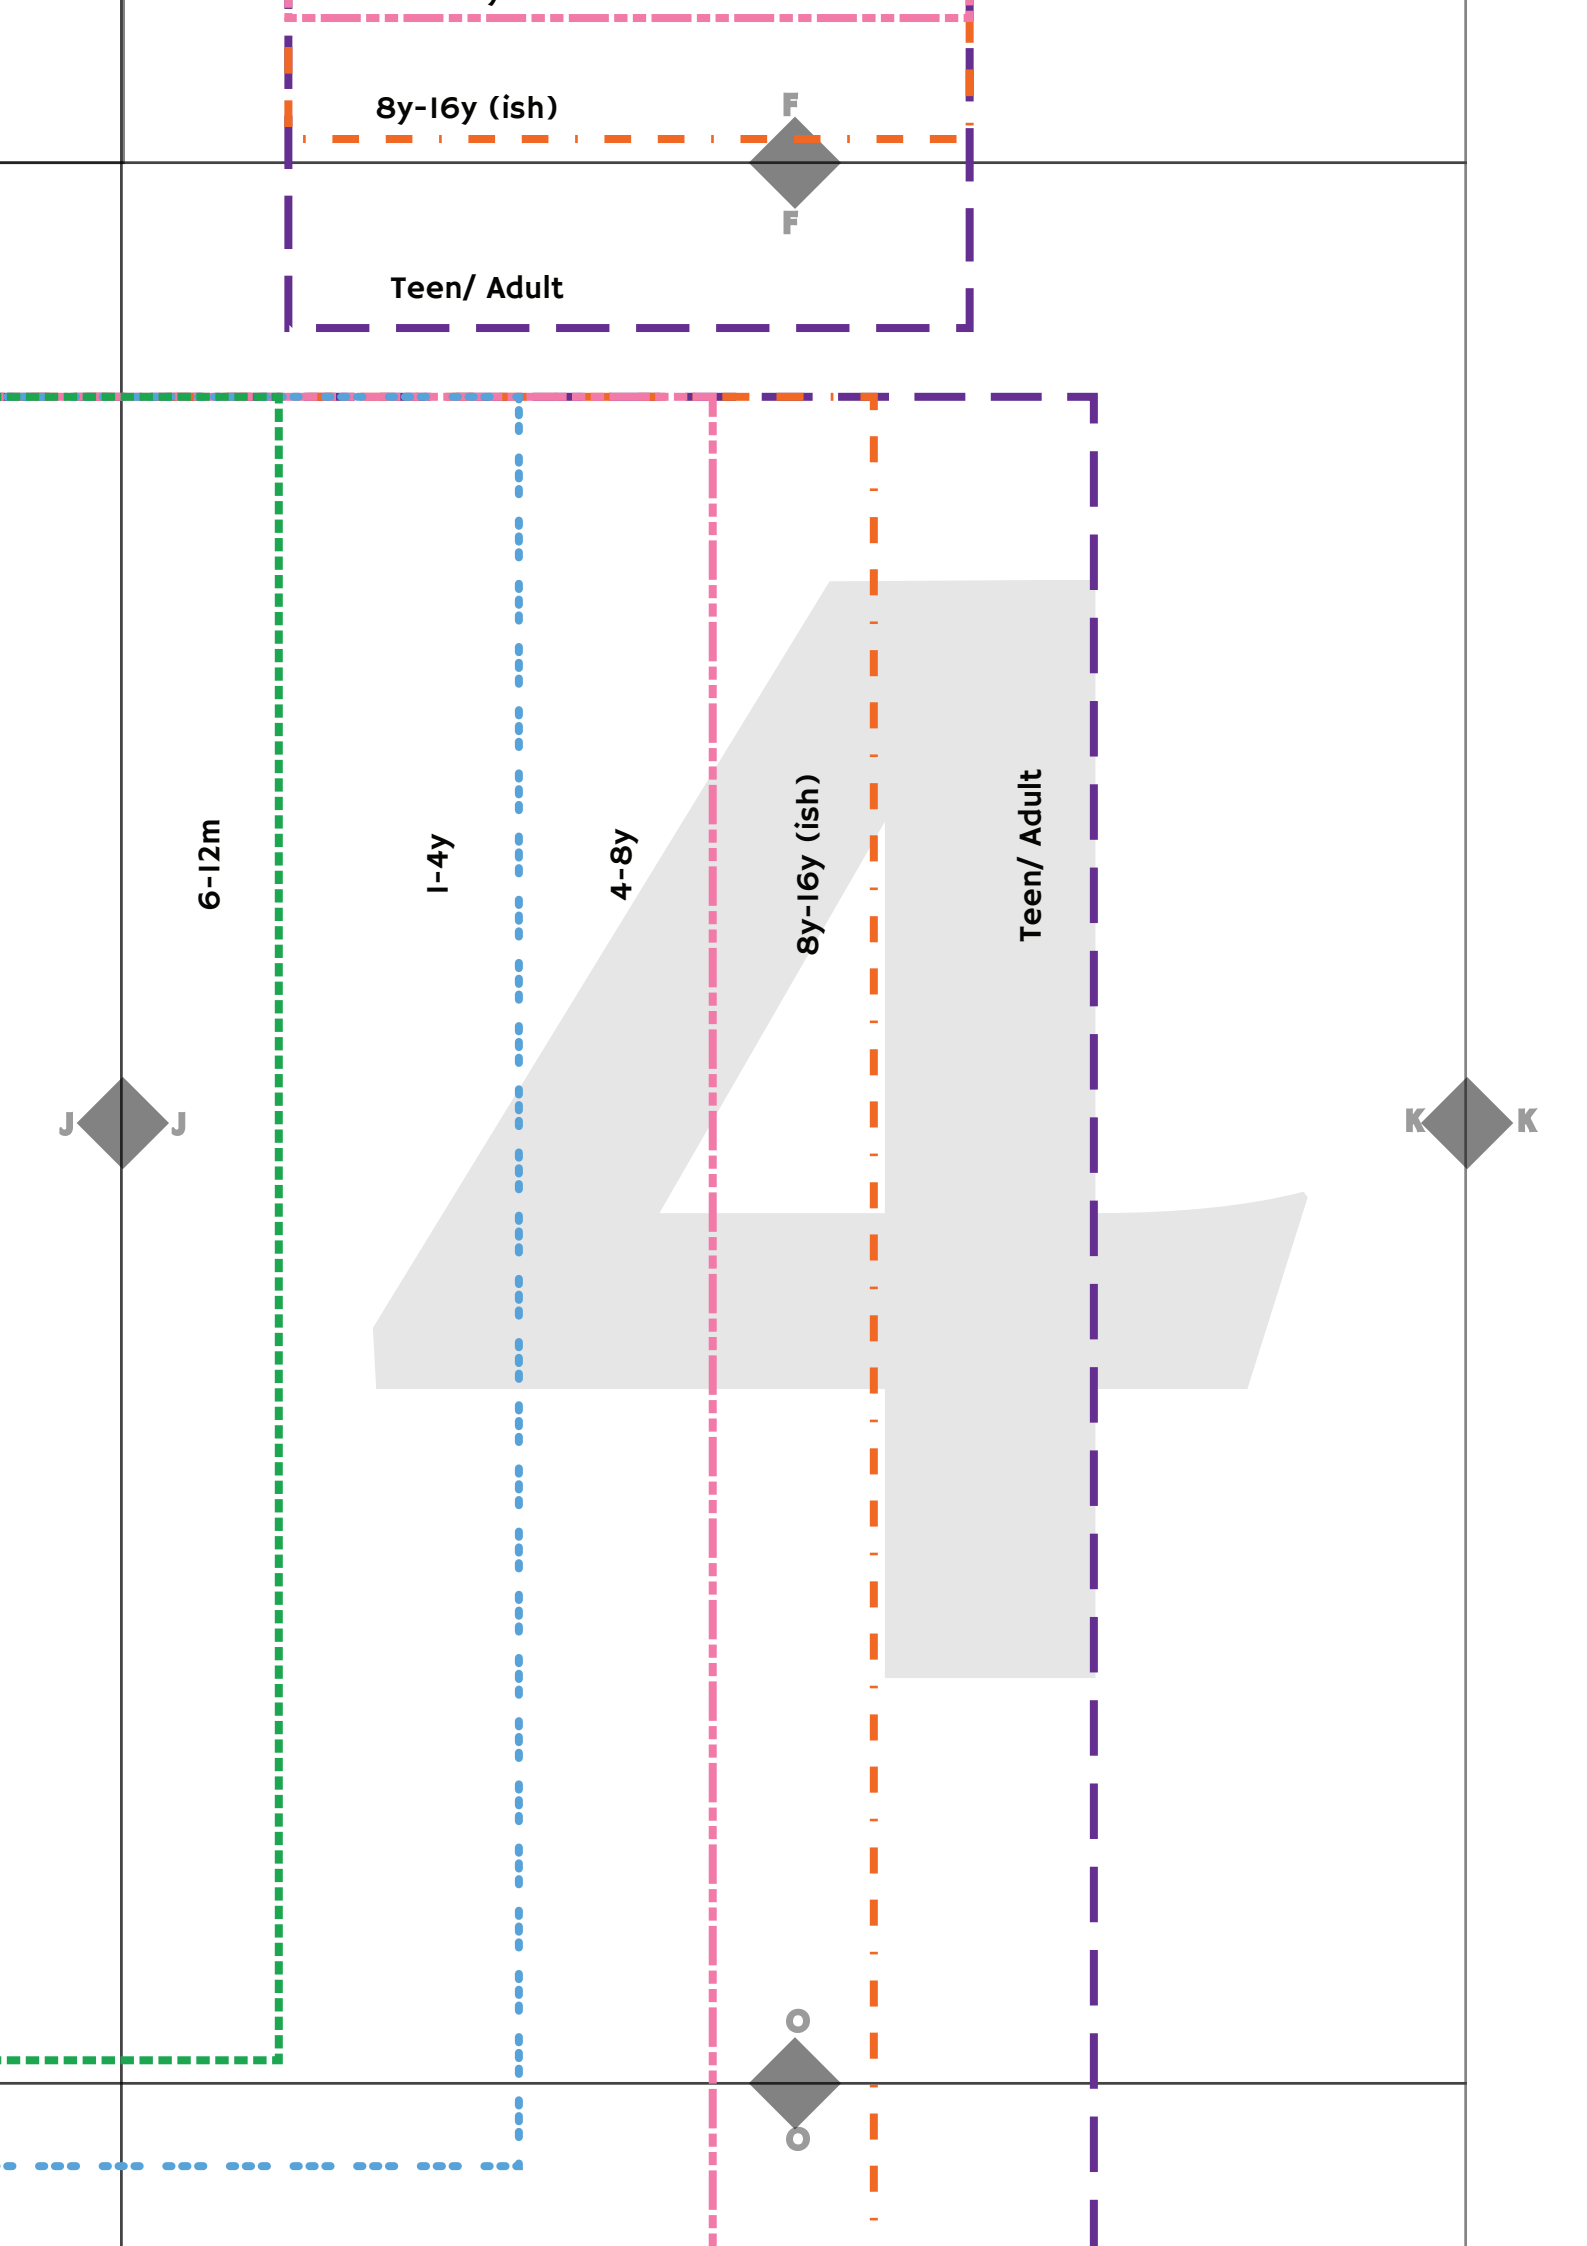 8y-16y (ish)
F
F
Teen/ Adult
6-12m
1-4y
4-8y
8y-16y (ish)
Teen/ Adult
4
J J
K K
O
O